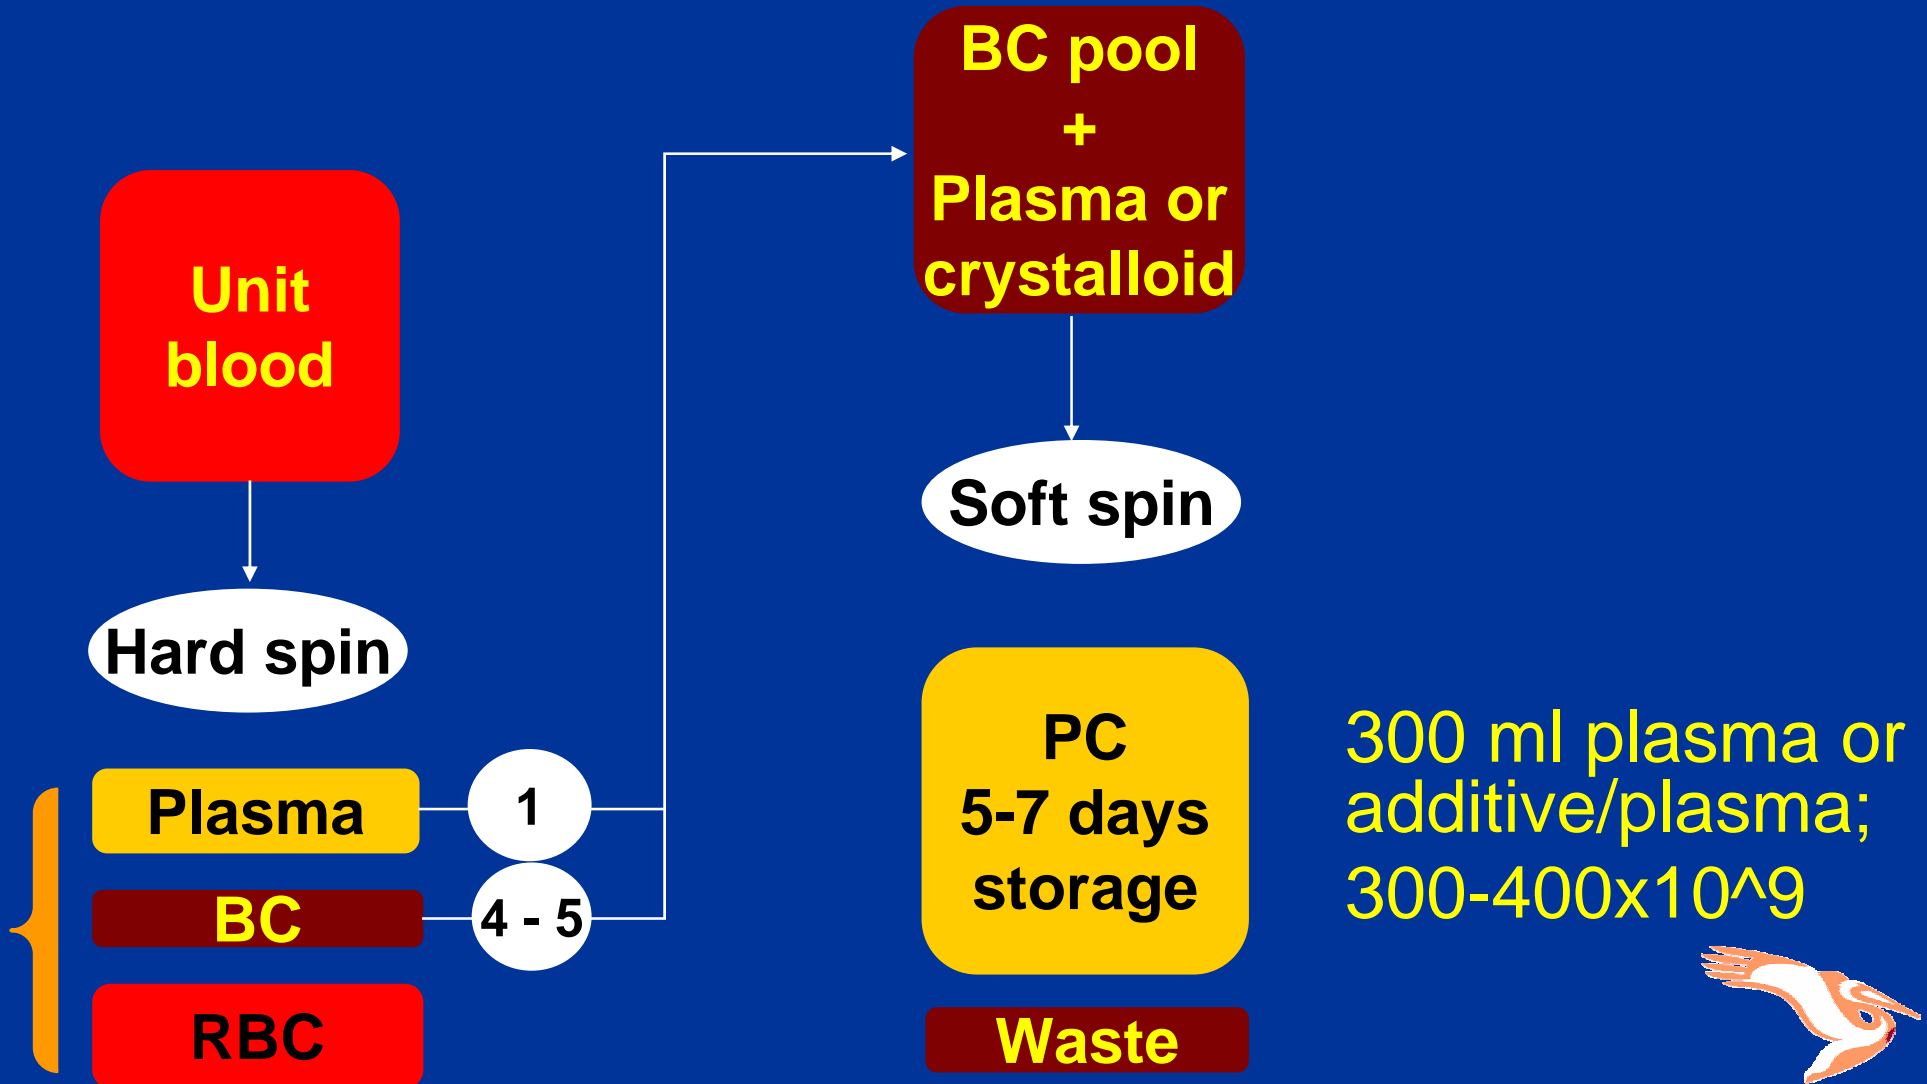 Unit
blood
Hard spin
Plasma
1
BC
4 - 5
RBC
BC pool
+
Plasma or
crystalloid
Soft spin
PC
5-7 days
storage
Waste
300 ml plasma or
additive/plasma;
300-400x10^9